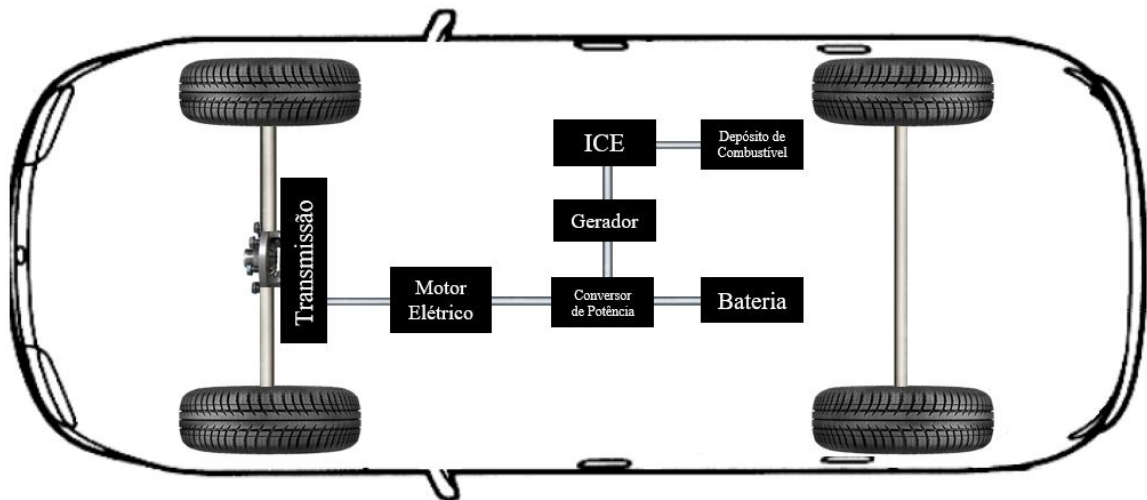 ICE
Depósito de
Combustível
Gerador
Transmissão
Motor
Elétrico
Conversor
de Potência
Bateria